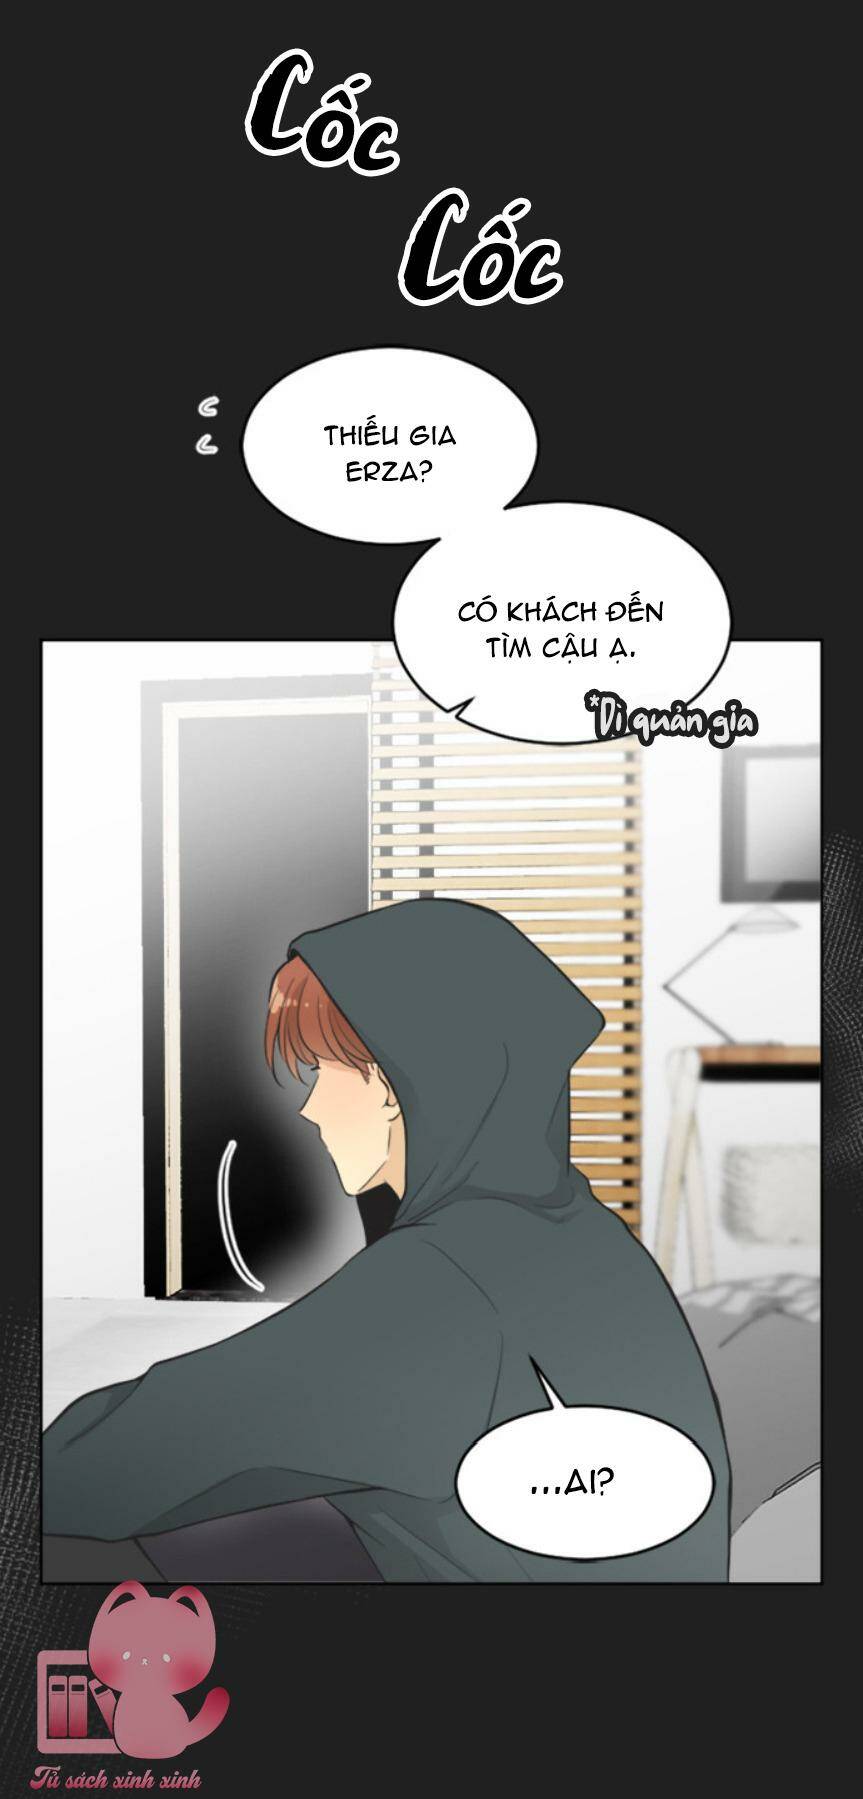 Cốc
Cốc
THIẾU GIA
ERZA?
CÓ KHÁCH ĐẾN
TÌM CẬU Ạ.
*Dì quản gia
...AI?
Tủ sách xinh xinh